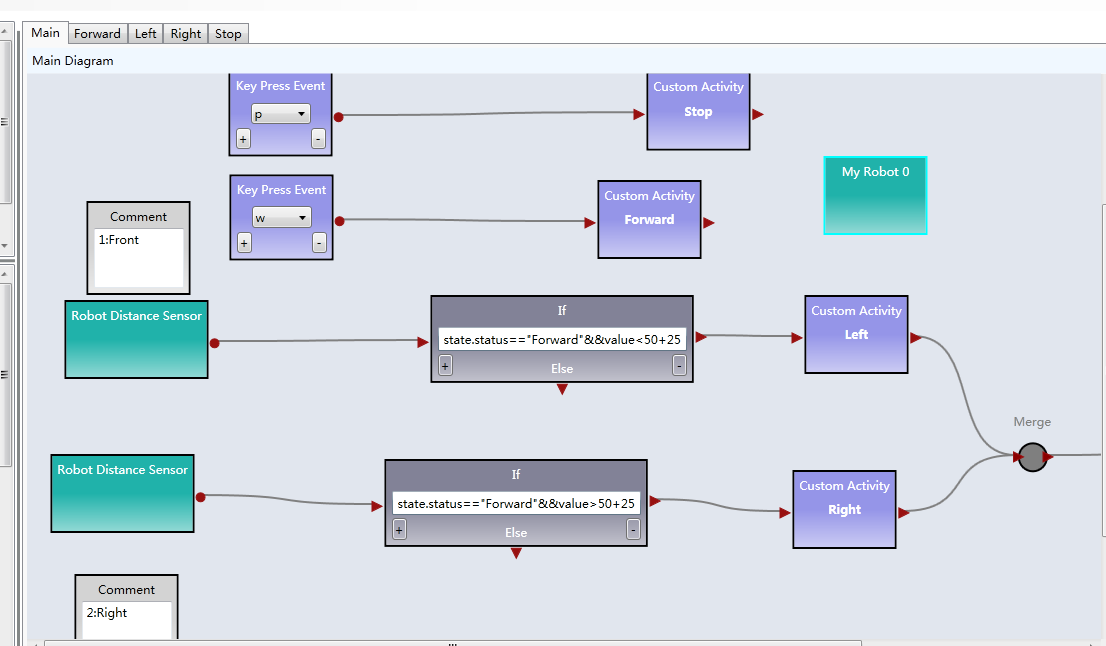 Main Forward Left Right Stop
Main Diagram
Key Press Event
p
+ -
Custom Activity
Stop
My Robot 0
Key Press Event
w
+ -
Custom Activity
Forward
Comment
1:Front
Robot Distance Sensor
If
state.status=="Forward"&&value<50+25
+ Else -
Custom Activity
Left
Merge
Robot Distance Sensor
If
state.status=="Forward"&&value>50+25
+ Else -
Custom Activity
Right
Comment
2:Right